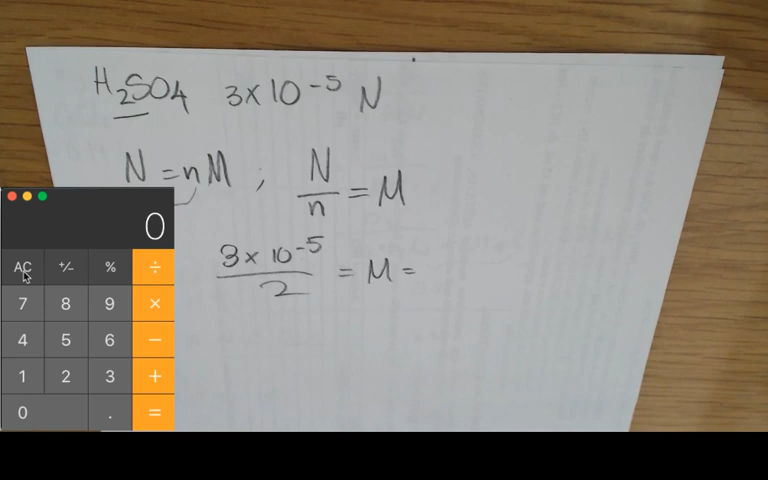 H2SO4 3x10-5 N
N = nM ; N/n = M
3x10-5/2 = M =
0
AC +/- % ÷
7 8 9 ×
4 5 6 −
1 2 3 +
0 . =